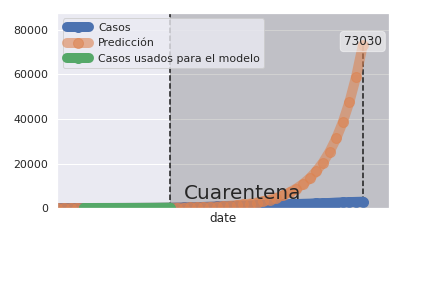 80000
60000
40000
20000
0
Casos
Predicción
Casos usados para el modelo
73030
Cuarentena
date